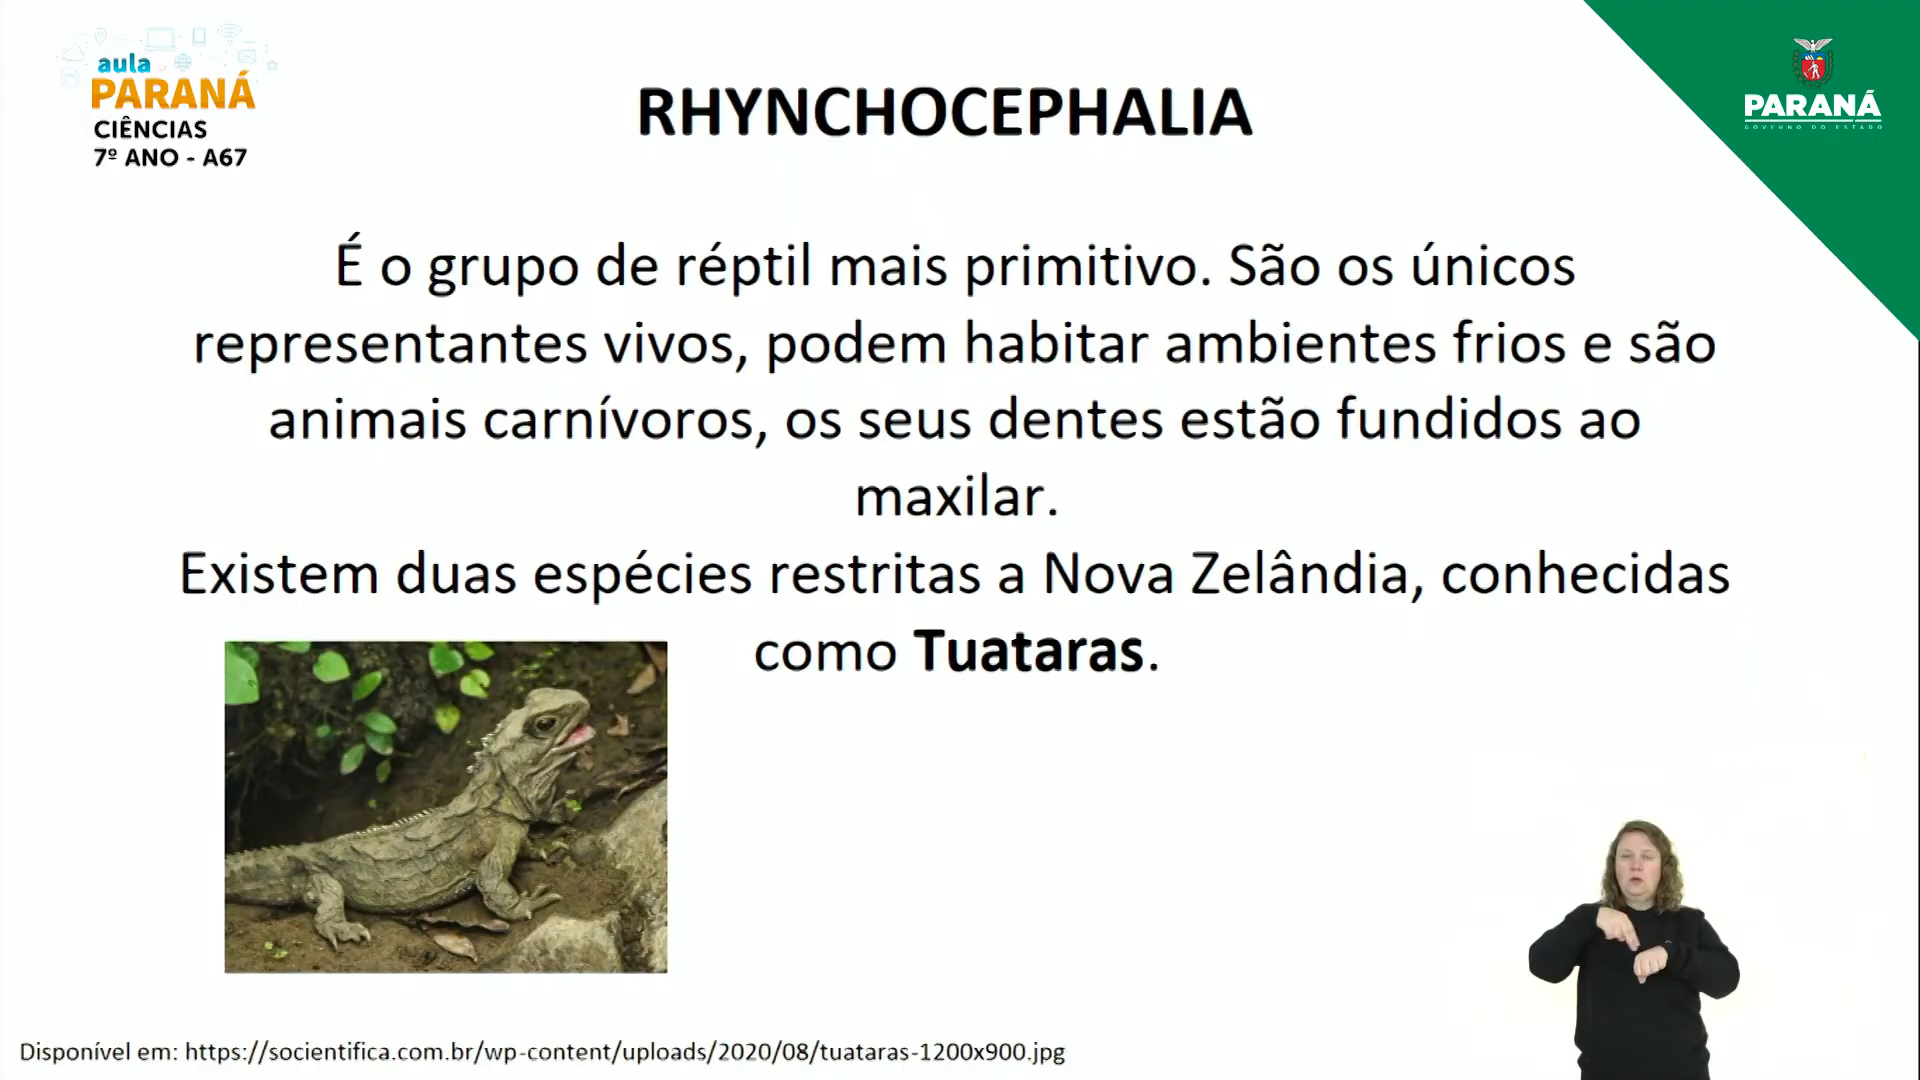 aula
PARANÁ
CIÊNCIAS
7º ANO - A67
RHYNCHOCEPHALIA
PARANÁ
GOVERNO DO ESTADO
É o grupo de réptil mais primitivo. São os únicos
representantes vivos, podem habitar ambientes frios e são
animais carnívoros, os seus dentes estão fundidos ao
maxilar.
Existem duas espécies restritas a Nova Zelândia, conhecidas
como Tuataras.
Disponível em: https://socientifica.com.br/wp-content/uploads/2020/08/tuataras-1200x900.jpg